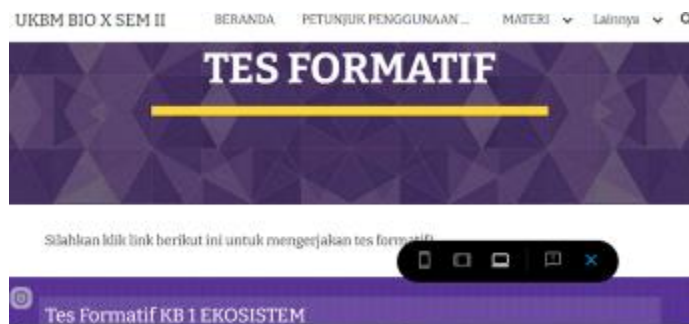 UKBM BIO X SEM II BERANDA PETUNJUK PENGGUNAAN ... MATERI Lainnya
TES FORMATIF
Silahkan klik link berikut ini untuk mengerjakan tes formatif!
Tes Formatif KB 1 EKOSISTEM